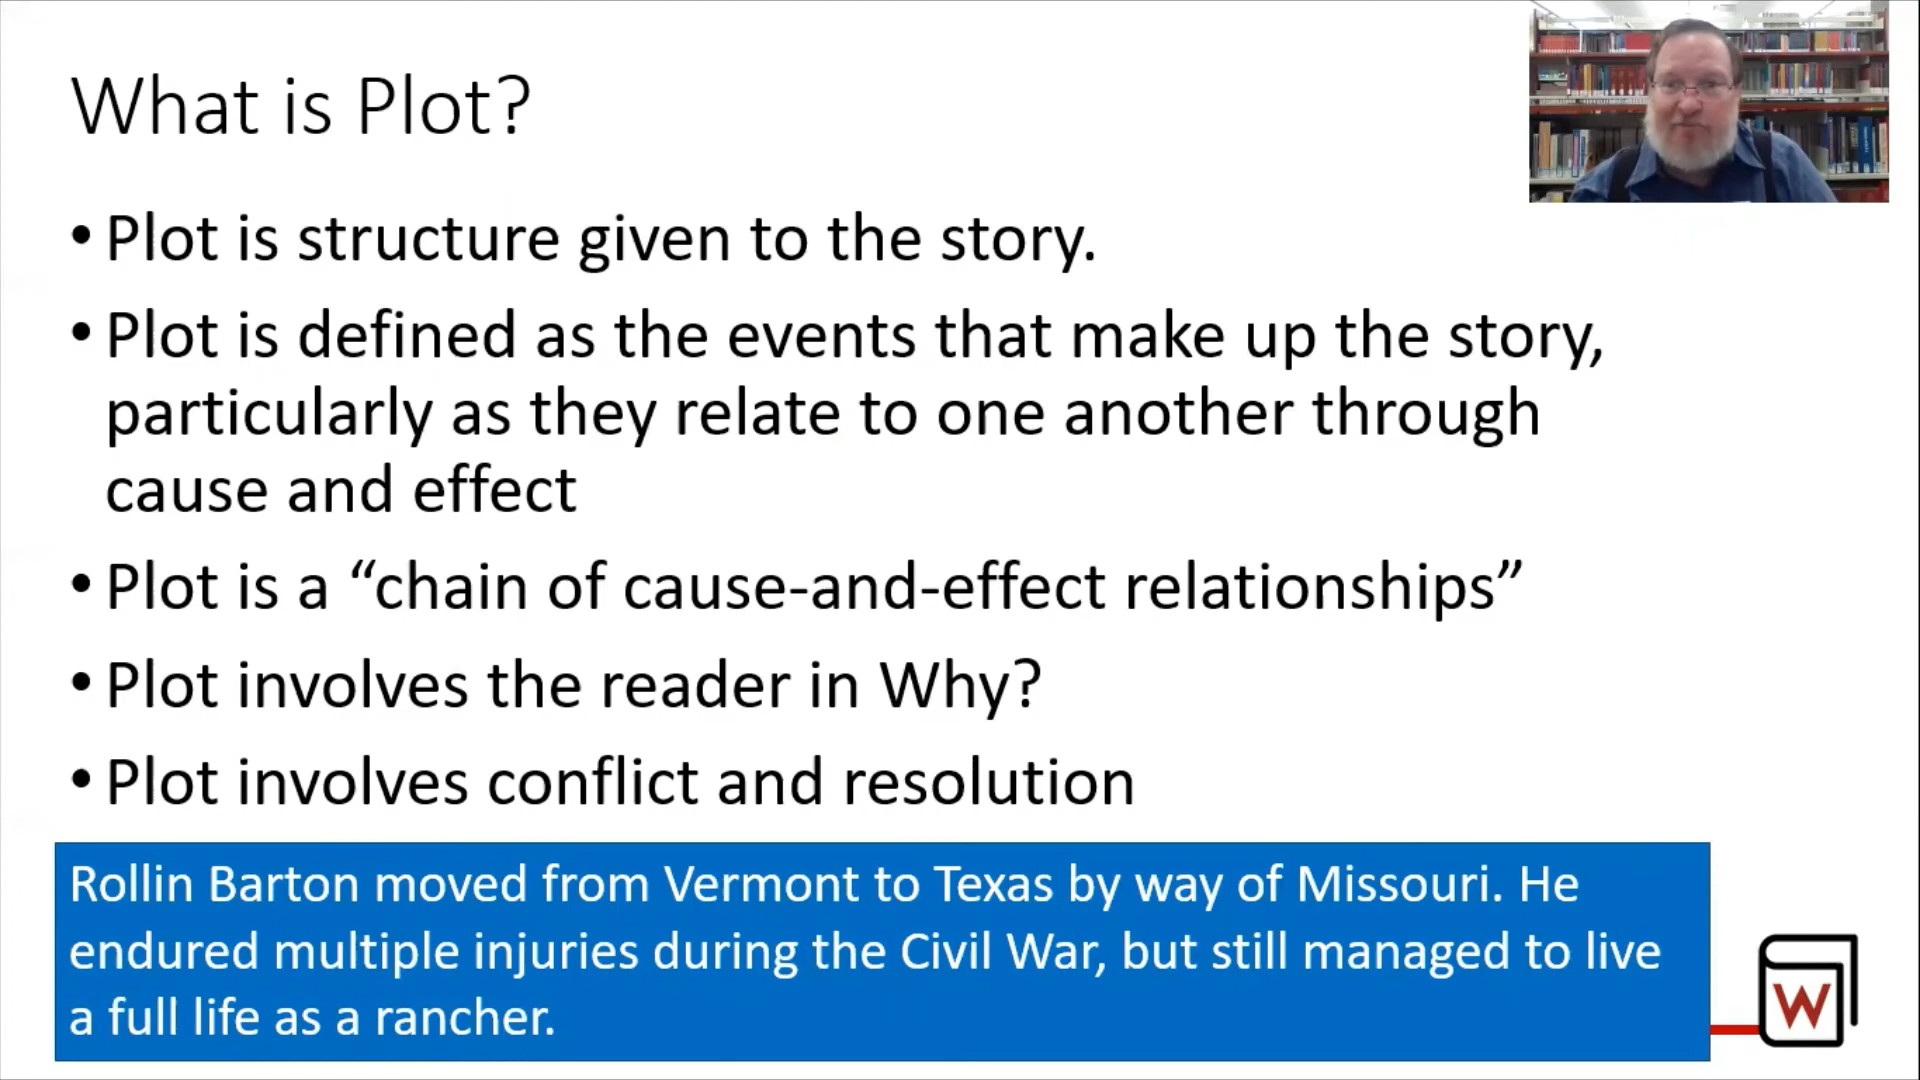 What is Plot?
• Plot is structure given to the story.
• Plot is defined as the events that make up the story,
particularly as they relate to one another through
cause and effect
• Plot is a “chain of cause-and-effect relationships”
• Plot involves the reader in Why?
• Plot involves conflict and resolution
Rollin Barton moved from Vermont to Texas by way of Missouri. He
endured multiple injuries during the Civil War, but still managed to live
a full life as a rancher.
W